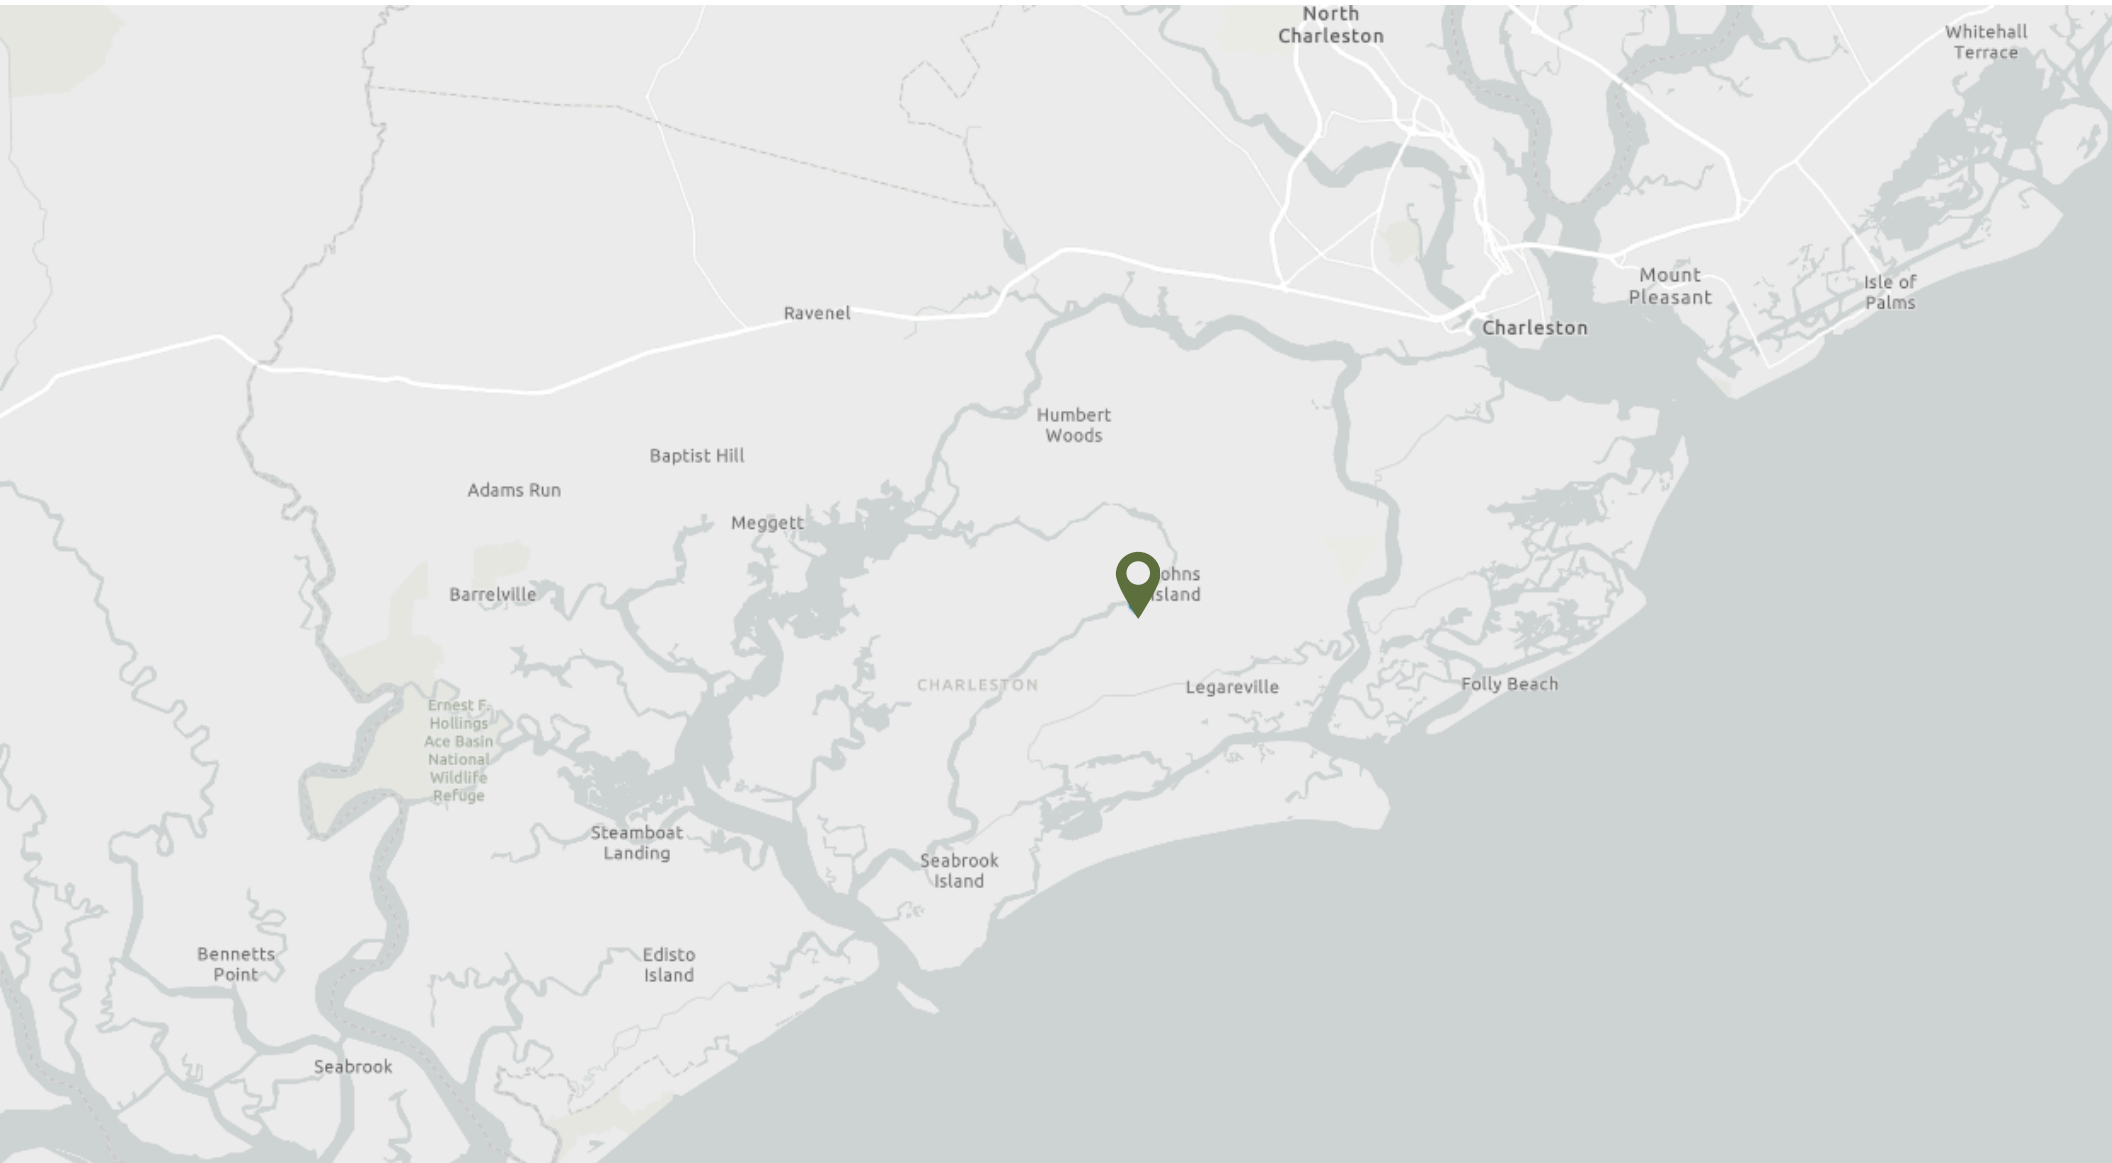 North
Charleston
Whitehall
Terrace
Mount
Pleasant
Isle of
Palms
Ravenel
Charleston
Humbert
Woods
Baptist Hill
Adams Run
Meggett
ohns
Island
Barrelville
CHARLESTON
Legareville
Folly Beach
Ernest F.
Hollings
Ace Basin
National
Wildlife
Refuge
Steamboat
Landing
Seabrook
Island
Bennetts
Point
Edisto
Island
Seabrook